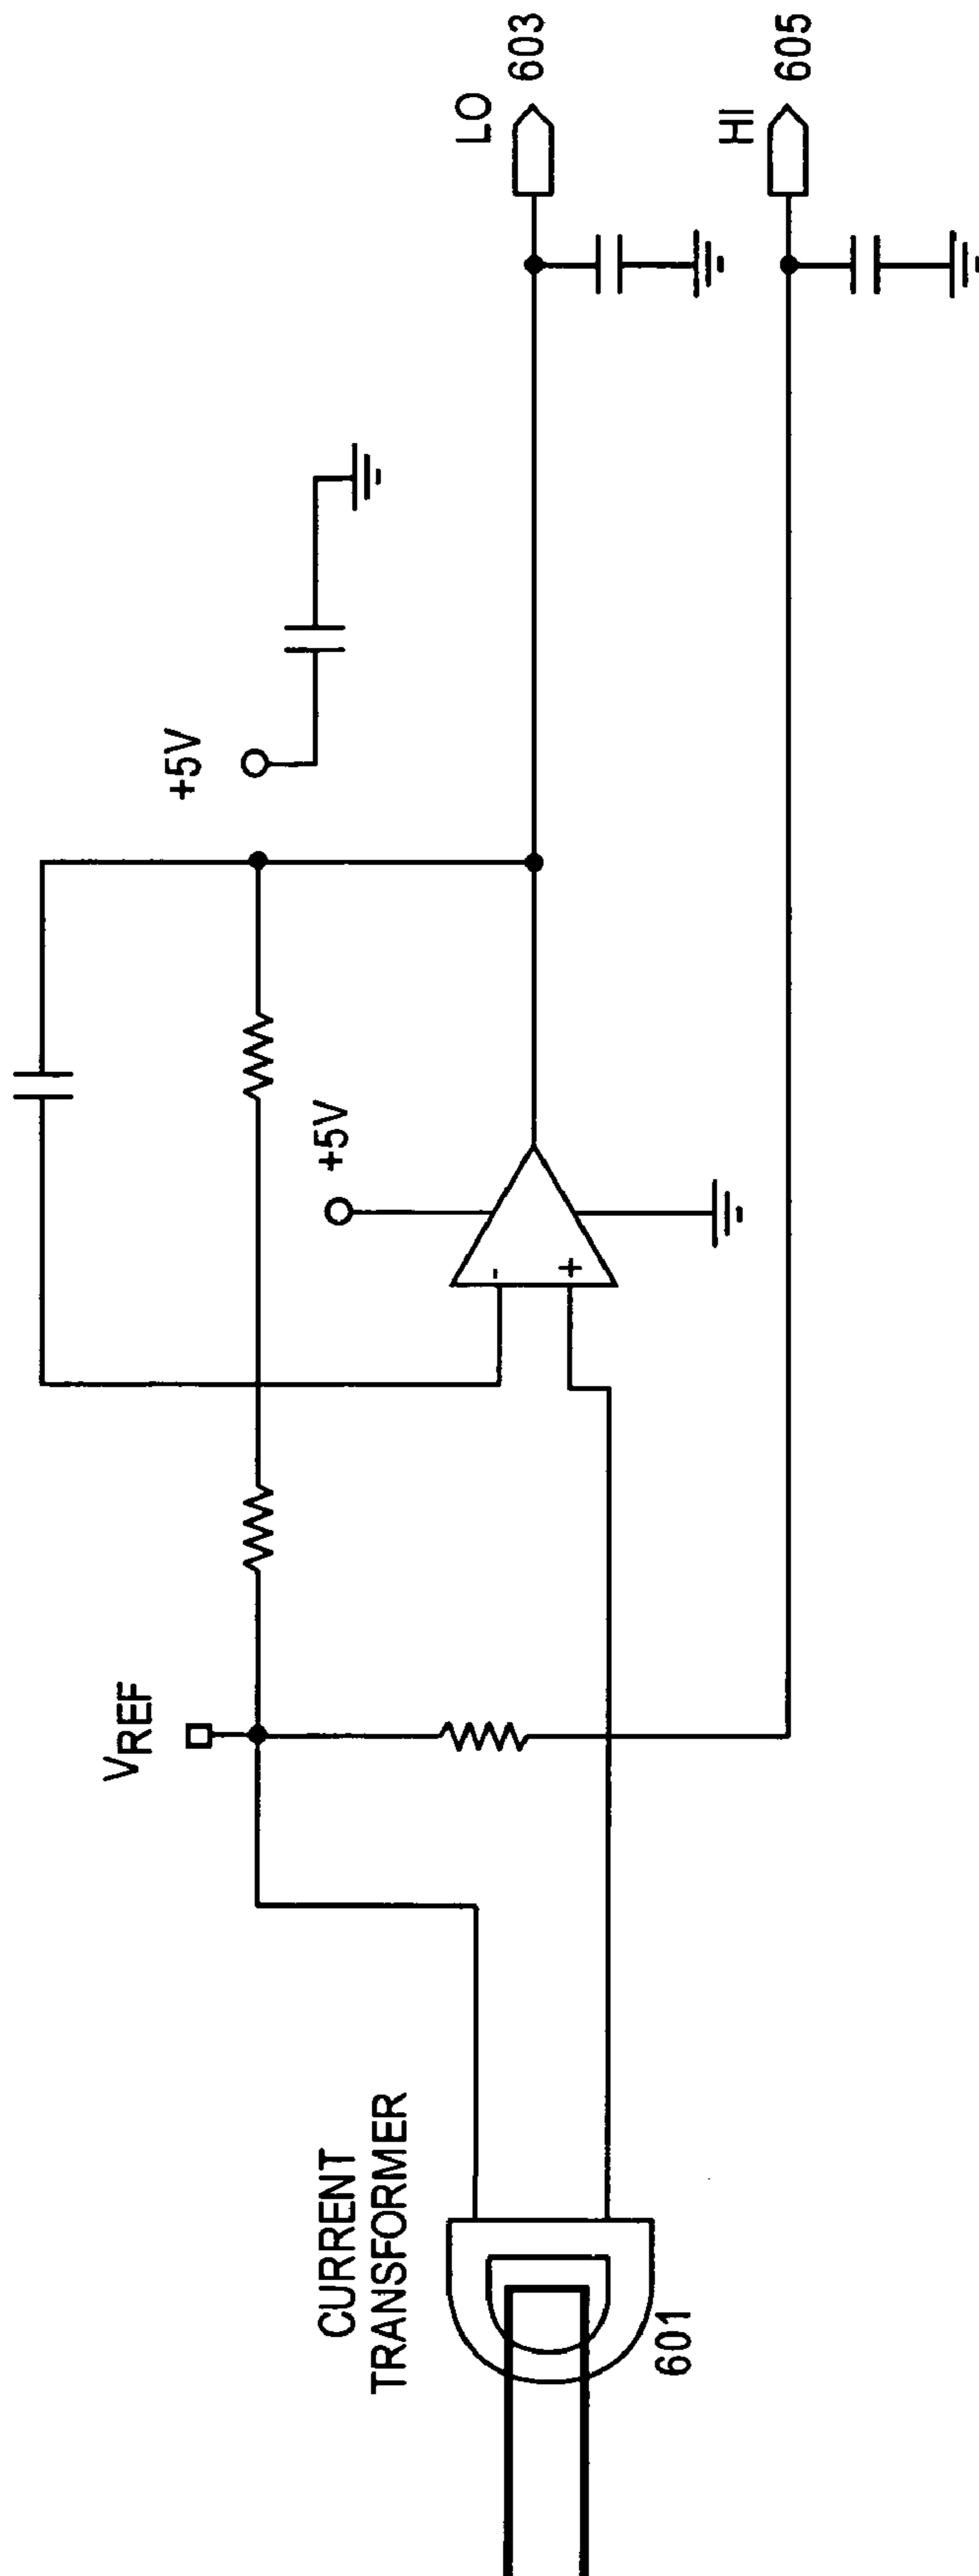 CURRENT
TRANSFORMER
601
VREF
+5V
-
+
+5V
LO
603
HI
605